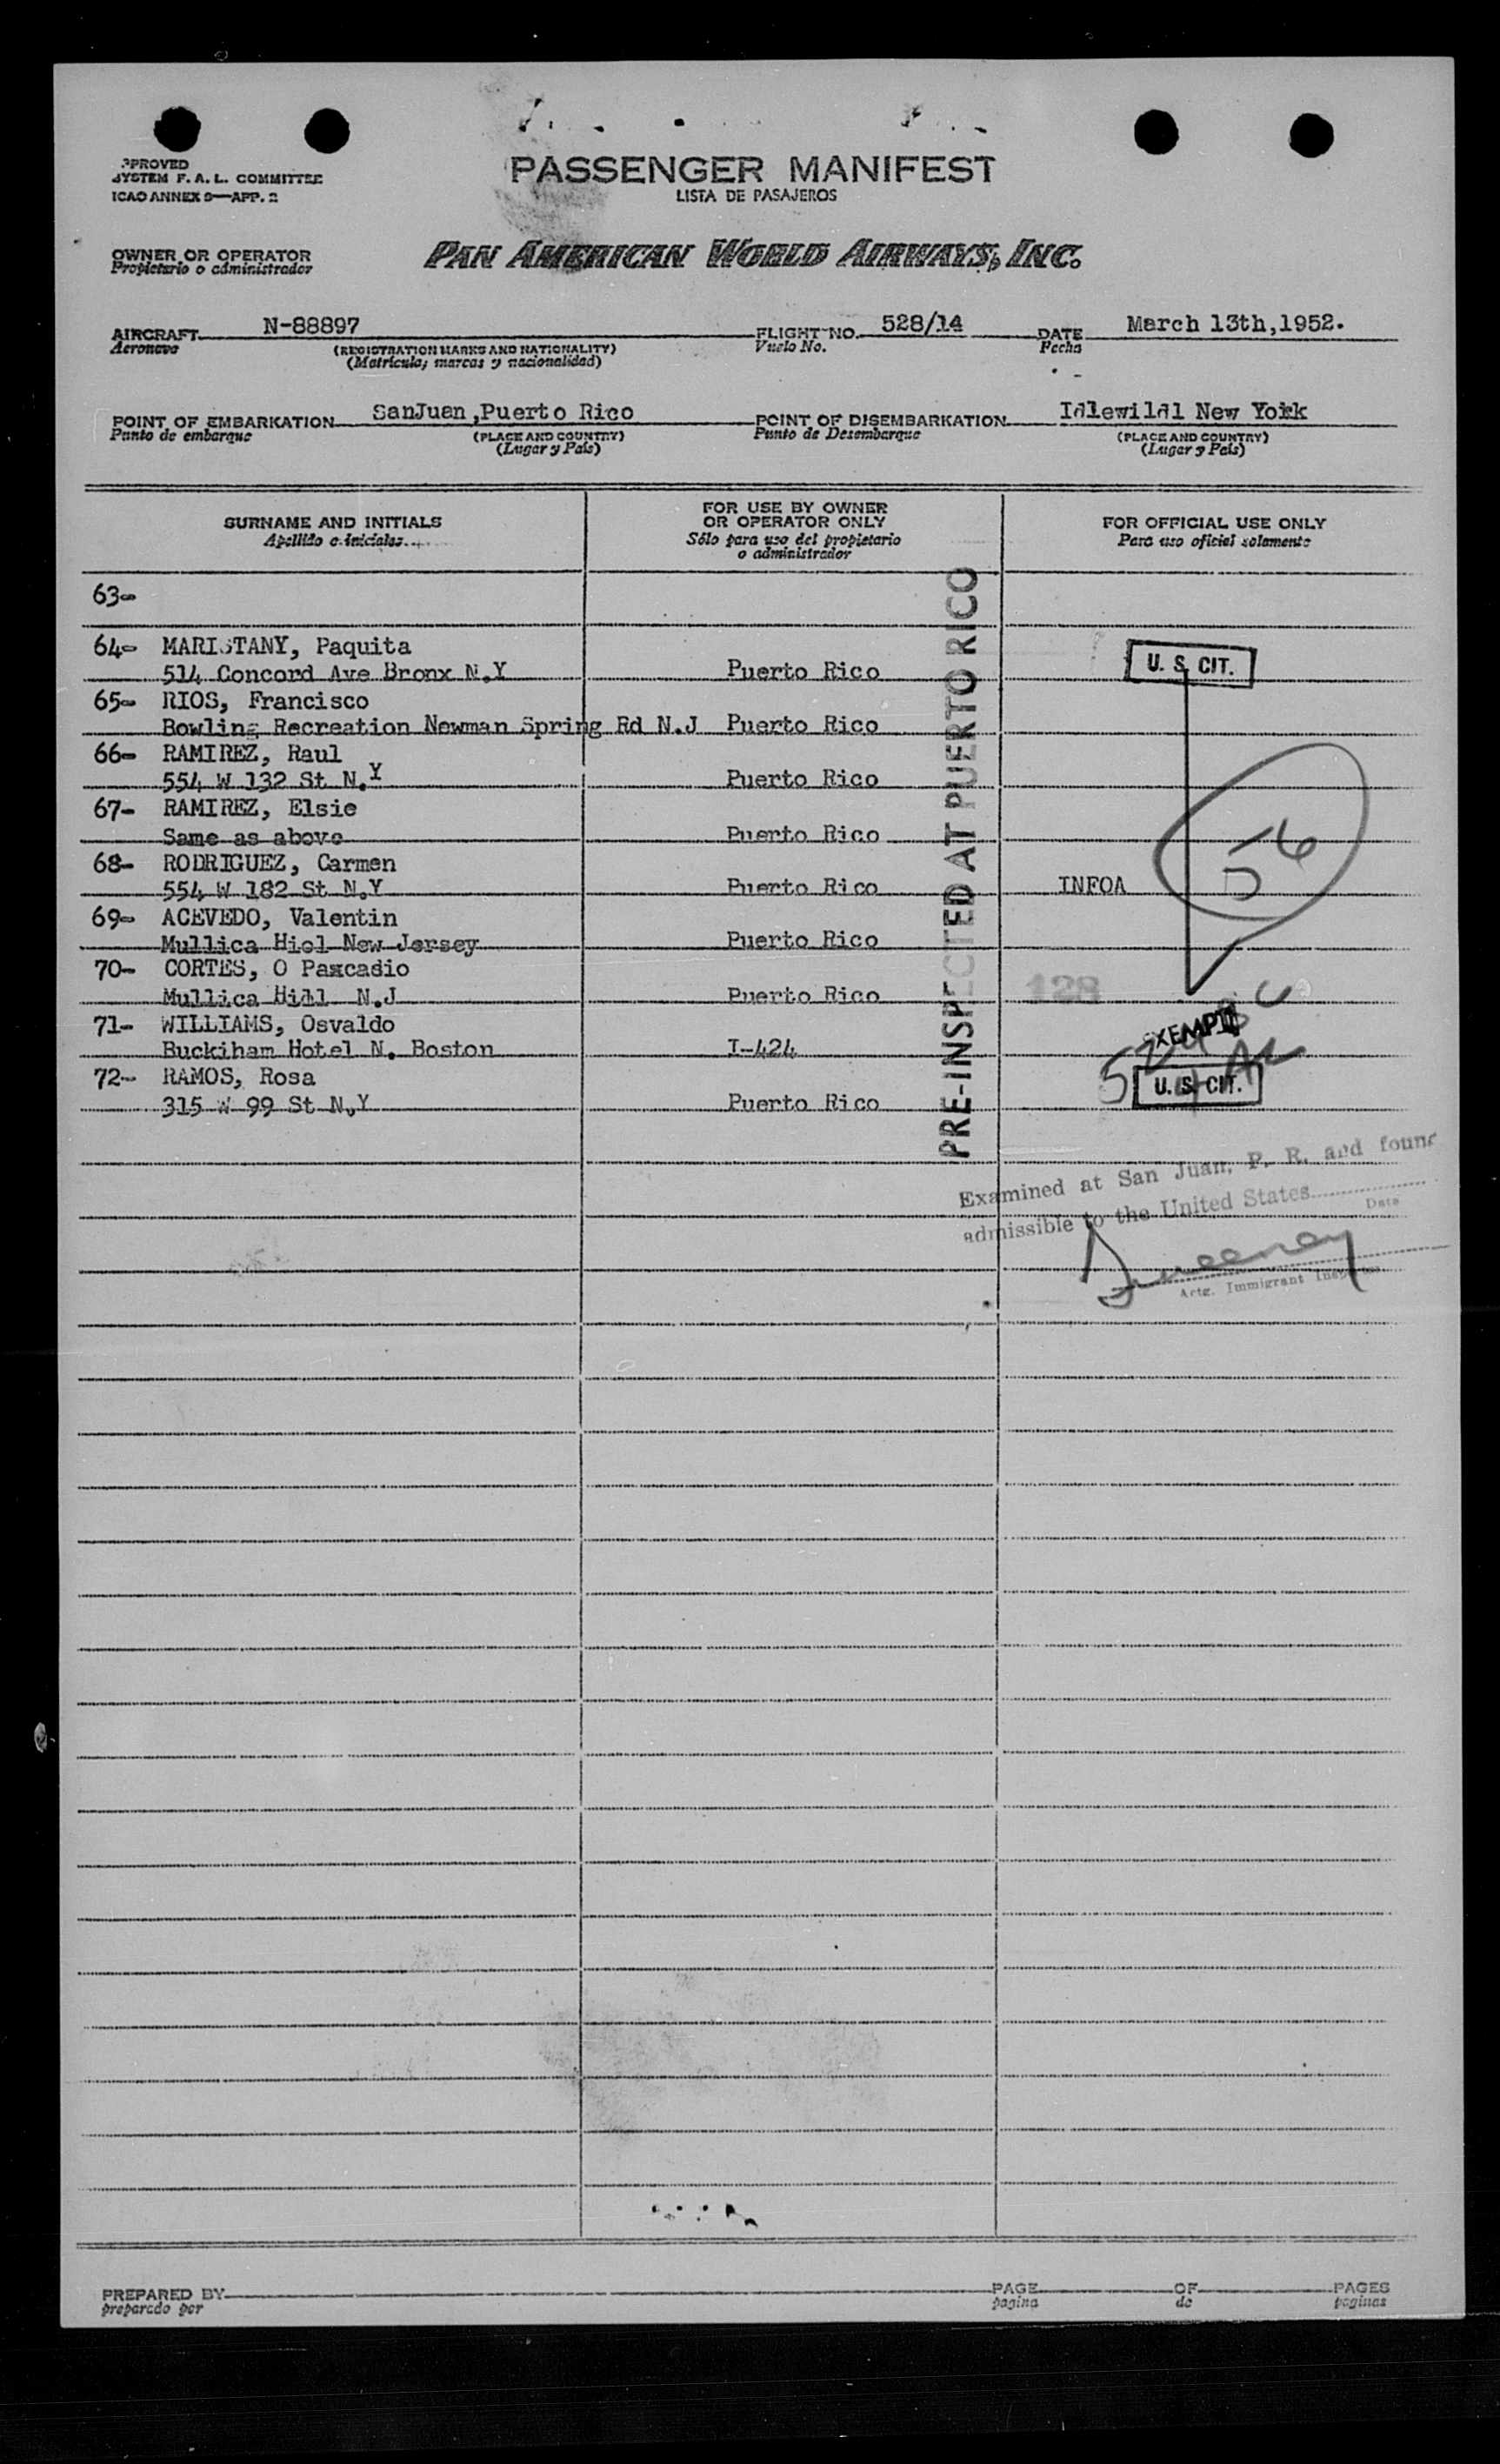 PASSENGER MANIFEST
LISTA DE PASAJEROS
SYSTEM F. A. L. COMMITTEE
ICAO ANNEX 9—APP. 2
OWNER OR OPERATOR
Propietario o administrador
PAN AMERICAN WORLD AIRWAYS, INC.
AIRCRAFT N-88897 FLIGHT NO. 528/14 DATE March 13th,1952.
Aeronave (REGISTRATION MARKS AND NATIONALITY) Vuelo No. Fecha
(Matrícula, marcas y nacionalidad)
POINT OF EMBARKATION SanJuan,Puerto Rico POINT OF DISEMBARKATION Idlewildl New York
Punto de embarque (PLACE AND COUNTRY) Punto de Desembarque (PLACE AND COUNTRY)
(Lugar y País) (Lugar y País)
SURNAME AND INITIALS
Apellido e iniciales
FOR USE BY OWNER
OR OPERATOR ONLY
Sólo para uso del propietario
o administrador
FOR OFFICIAL USE ONLY
Para uso oficial solamente
63-
64- MARISTANY, Paquita
514 Concord Ave Bronx N.Y Puerto Rico U. S. CIT.
65- RIOS, Francisco
Bowling Recreation Newman Spring Rd N.J Puerto Rico
66- RAMIREZ, Raul
554 W 132 St N.Y Puerto Rico
67- RAMIREZ, Elsie
Same as above Puerto Rico
68- RODRIGUEZ, Carmen
554 W 182 St N.Y Puerto Rico INFOA
69- ACEVEDO, Valentin
Mullica Hiol New Jersey Puerto Rico
70- CORTES, O Paxcasio
Mullica Hill N.J Puerto Rico 128
71- WILLIAMS, Osvaldo EXEMPT
Buckiham Hotel N. Boston I-424
72- RAMOS, Rosa U. S. CIT.
315 W 99 St N.Y Puerto Rico
PRE-INSPECTED AT PUERTO RICO
56
Examined at San Juan, P. R. and found
admissible to the United States
Date
Sweeney
Actg. Immigrant Inspector
PREPARED BY PAGE OF PAGES
preparado por pagina de paginas